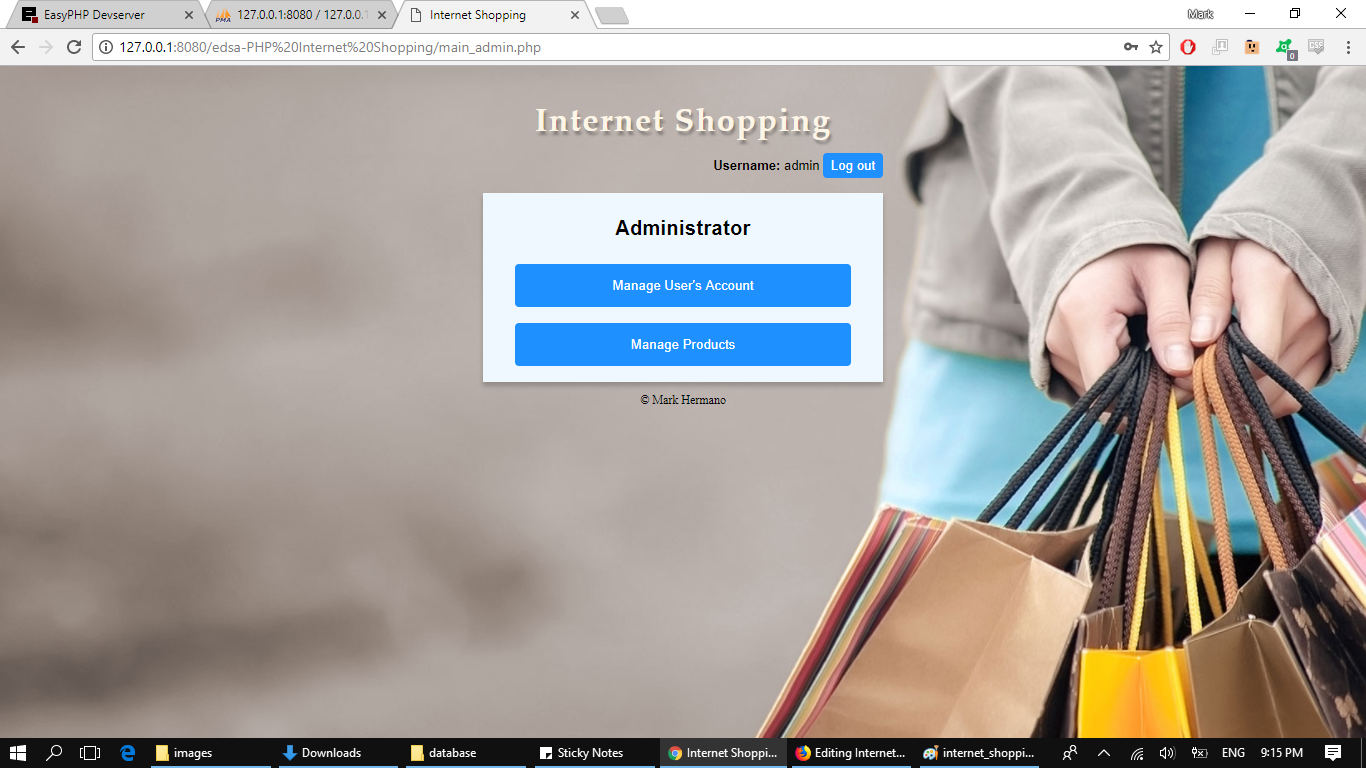 EasyPHP Devserver
127.0.0.1:8080 / 127.0.0.1
Internet Shopping
Mark
127.0.0.1:8080/edsa-PHP%20Internet%20Shopping/main_admin.php
0
Internet Shopping
Username: admin Log out
Administrator
Manage User's Account
Manage Products
© Mark Hermano
images
Downloads
database
Sticky Notes
Internet Shoppi...
Editing Internet...
internet_shoppi...
ENG
9:15 PM